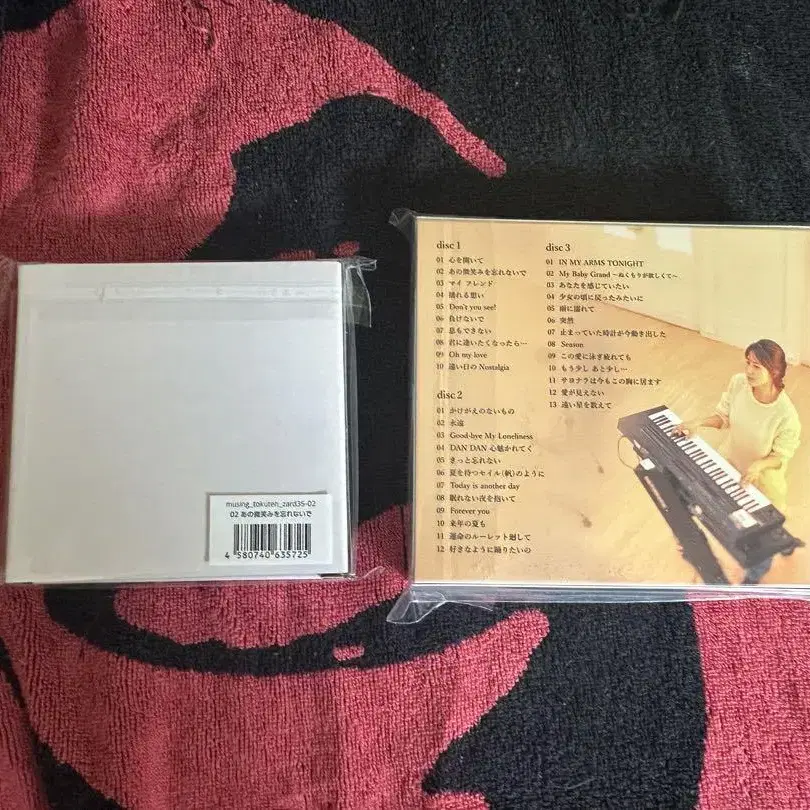 musing_tokuten_zard35-02
02 あの微笑みを忘れないで
4 580740 635725
disc 1
01 心を開いて
02 あの微笑みを忘れないで
03 マイ フレンド
04 揺れる想い
05 Don't you see!
06 負けないで
07 息もできない
08 君に逢いたくなったら…
09 Oh my love
10 遠い日の Nostalgia
disc 2
01 かけがえのないもの
02 永遠
03 Good-bye My Loneliness
04 DAN DAN 心魅かれてく
05 きっと忘れない
06 夏を待つセイル(帆)のように
07 Today is another day
08 眠れない夜を抱いて
09 Forever you
10 来年の夏も
11 運命のルーレット廻して
12 好きなように踊りたいの
disc 3
01 IN MY ARMS TONIGHT
02 My Baby Grand 〜ぬくもりが欲しくて〜
03 あなたを感じていたい
04 少女の頃に戻ったみたいに
05 雨に濡れて
06 突然
07 止まっていた時計が今動き出した
08 Season
09 この愛に泳ぎ疲れても
10 もう少し あと少し…
11 サヨナラは今もこの胸に居ます
12 愛が見えない
13 遠い星を数えて